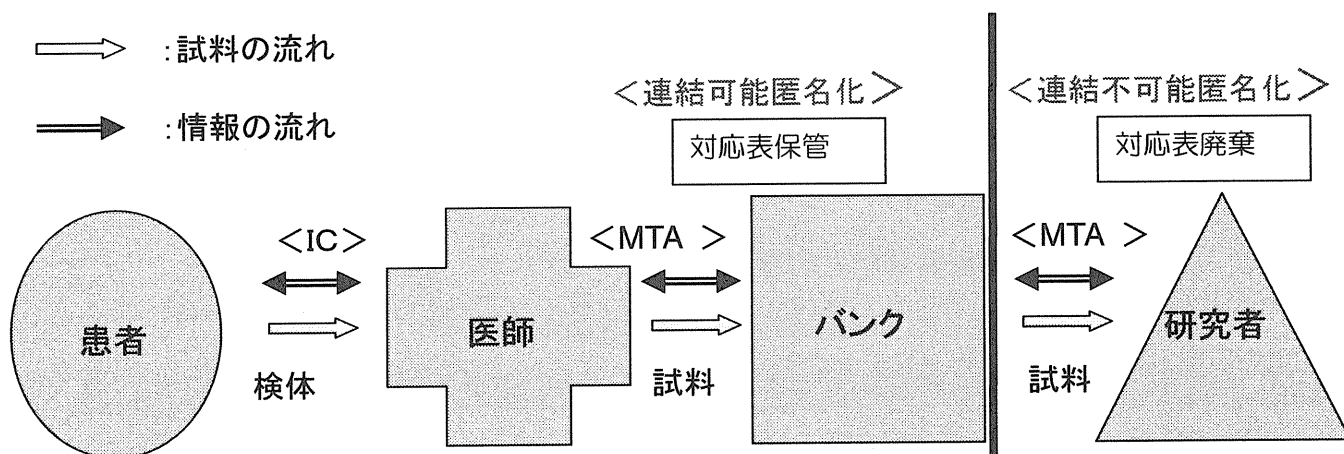 :試料の流れ
:情報の流れ
＜連結可能匿名化＞
＜連結不可能匿名化＞
対応表保管
対応表廃棄
＜IC＞
＜MTA ＞
＜MTA ＞
患者
医師
バンク
研究者
検体
試料
試料